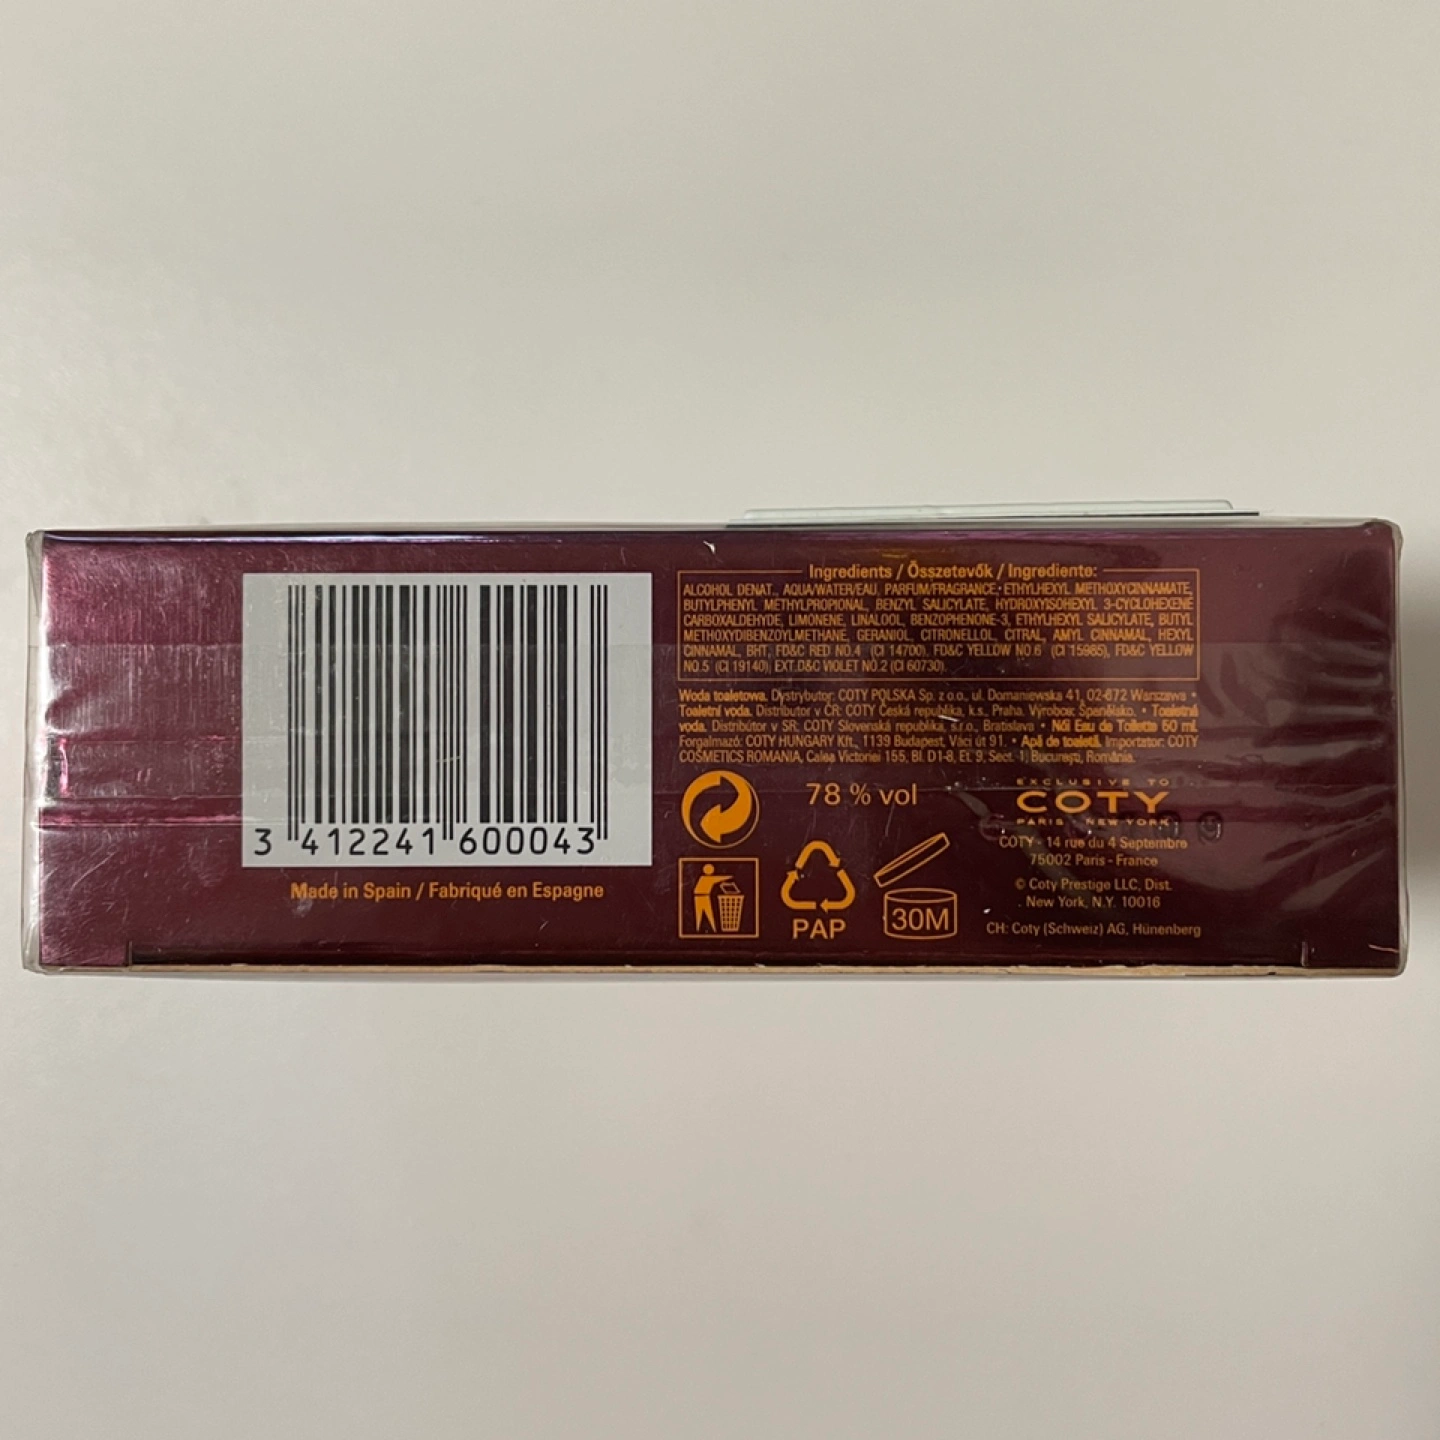 3 412241 600043
Made in Spain / Fabriqué en Espagne
Ingredients / Összetevők / Ingrediente:
ALCOHOL DENAT., AQUA/WATER/EAU, PARFUM/FRAGRANCE, • ETHYLHEXYL METHOXYCINNAMATE,
BUTYLPHENYL METHYLPROPIONAL, BENZYL SALICYLATE, HYDROXYISOHEXYL 3-CYCLOHEXENE
CARBOXALDEHYDE, LIMONENE, LINALOOL, BENZOPHENONE-3, ETHYLHEXYL SALICYLATE, BUTYL
METHOXYDIBENZOYLMETHANE, GERANIOL, CITRONELLOL, CITRAL, AMYL CINNAMAL, HEXYL
CINNAMAL, BHT, FD&C RED NO.4 (CI 14700), FD&C YELLOW NO 6 (CI 15985), FD&C YELLOW
NO.5 (CI 19140) EXT.D&C VIOLET NO.2 (CI 60730).
Woda toaletowa. Dystrybutor: COTY POLSKA Sp. z o.o., ul. Domaniewska 41, 02-672 Warszawa •
Toaletní voda. Distributor v ČR: COTY Česká republika, k.s., Praha. Výrobce: Španělsko. • Toaletná
voda. Distribútor v SR: COTY Slovenská republika, s.r.o., Bratislava • Női Eau de Toilette 50 ml.
Forgalmazó: COTY HUNGARY Kft., 1139 Budapest, Váci út 91. • Apă de toaletă. Importator: COTY
COSMETICS ROMANIA, Calea Victoriei 155, Bl. D1-8, Et. 9, Sect. 1, Bucureşti, România.
78 % vol
PAP
30M
EXCLUSIVE TO
COTY
PARIS NEW YORK
COTY - 14 rue du 4 Septembre
75002 Paris - France
© Coty Prestige LLC, Dist.
New York, N.Y. 10016
CH: Coty (Schweiz) AG, Hünenberg